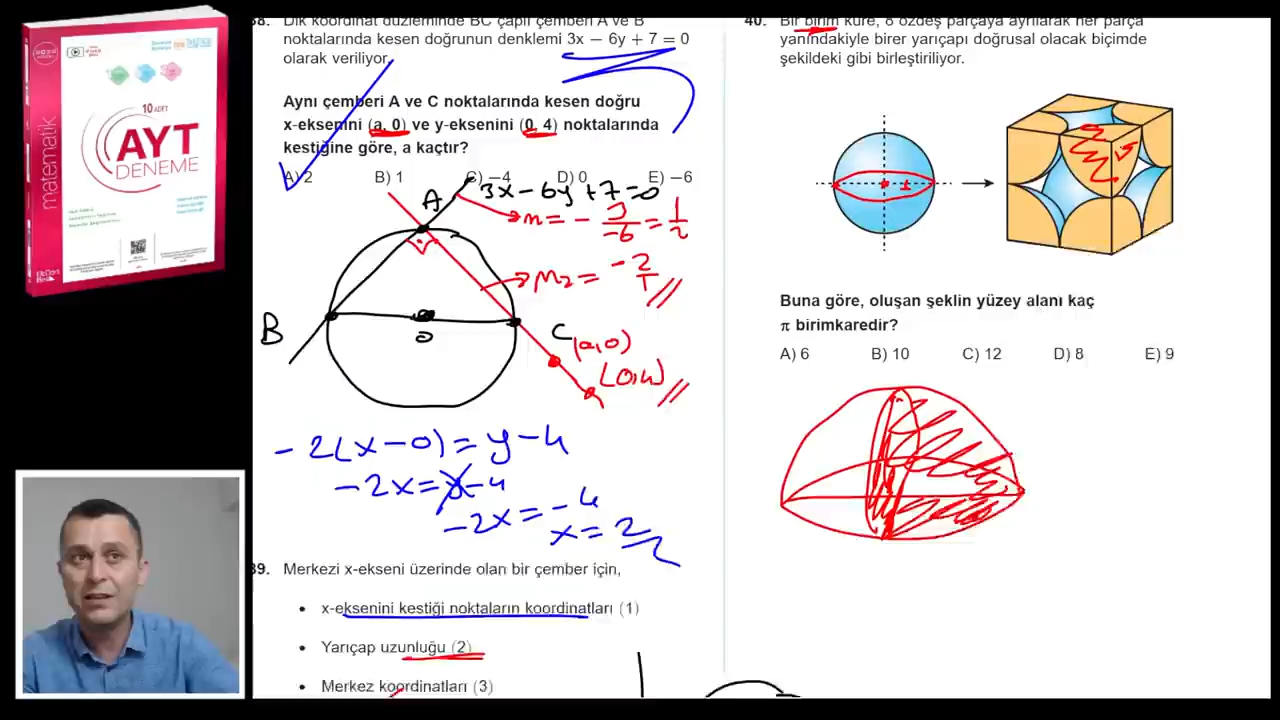 38. Dik koordinat düzleminde BC çaplı çemberi A ve B
noktalarında kesen doğrunun denklemi 3x − 6y + 7 = 0
olarak veriliyor.
Aynı çemberi A ve C noktalarında kesen doğru
x-eksenini (a, 0) ve y-eksenini (0, 4) noktalarında
kestiğine göre, a kaçtır?
A) 2 B) 1 C) −4 D) 0 E) −6
A
3x − 6y + 7 = 0
m = − 3/−6 = 1/2
m2 = −2/1
B
O
C
(a,0)
(0,4)
−2(x−0) = y−4
−2x = y−4
−2x = −4
x = 2
39. Merkezi x-ekseni üzerinde olan bir çember için,
• x-eksenini kestiği noktaların koordinatları (1)
• Yarıçap uzunluğu (2)
• Merkez koordinatları (3)
40. Bir birim küre, 8 özdeş parçaya ayrılarak her parça
yanındakiyle birer yarıçapı doğrusal olacak biçimde
şekildeki gibi birleştiriliyor.
1
Buna göre, oluşan şeklin yüzey alanı kaç
π birimkaredir?
A) 6 B) 10 C) 12 D) 8 E) 9
matematik
10 ADET
AYT
DENEME